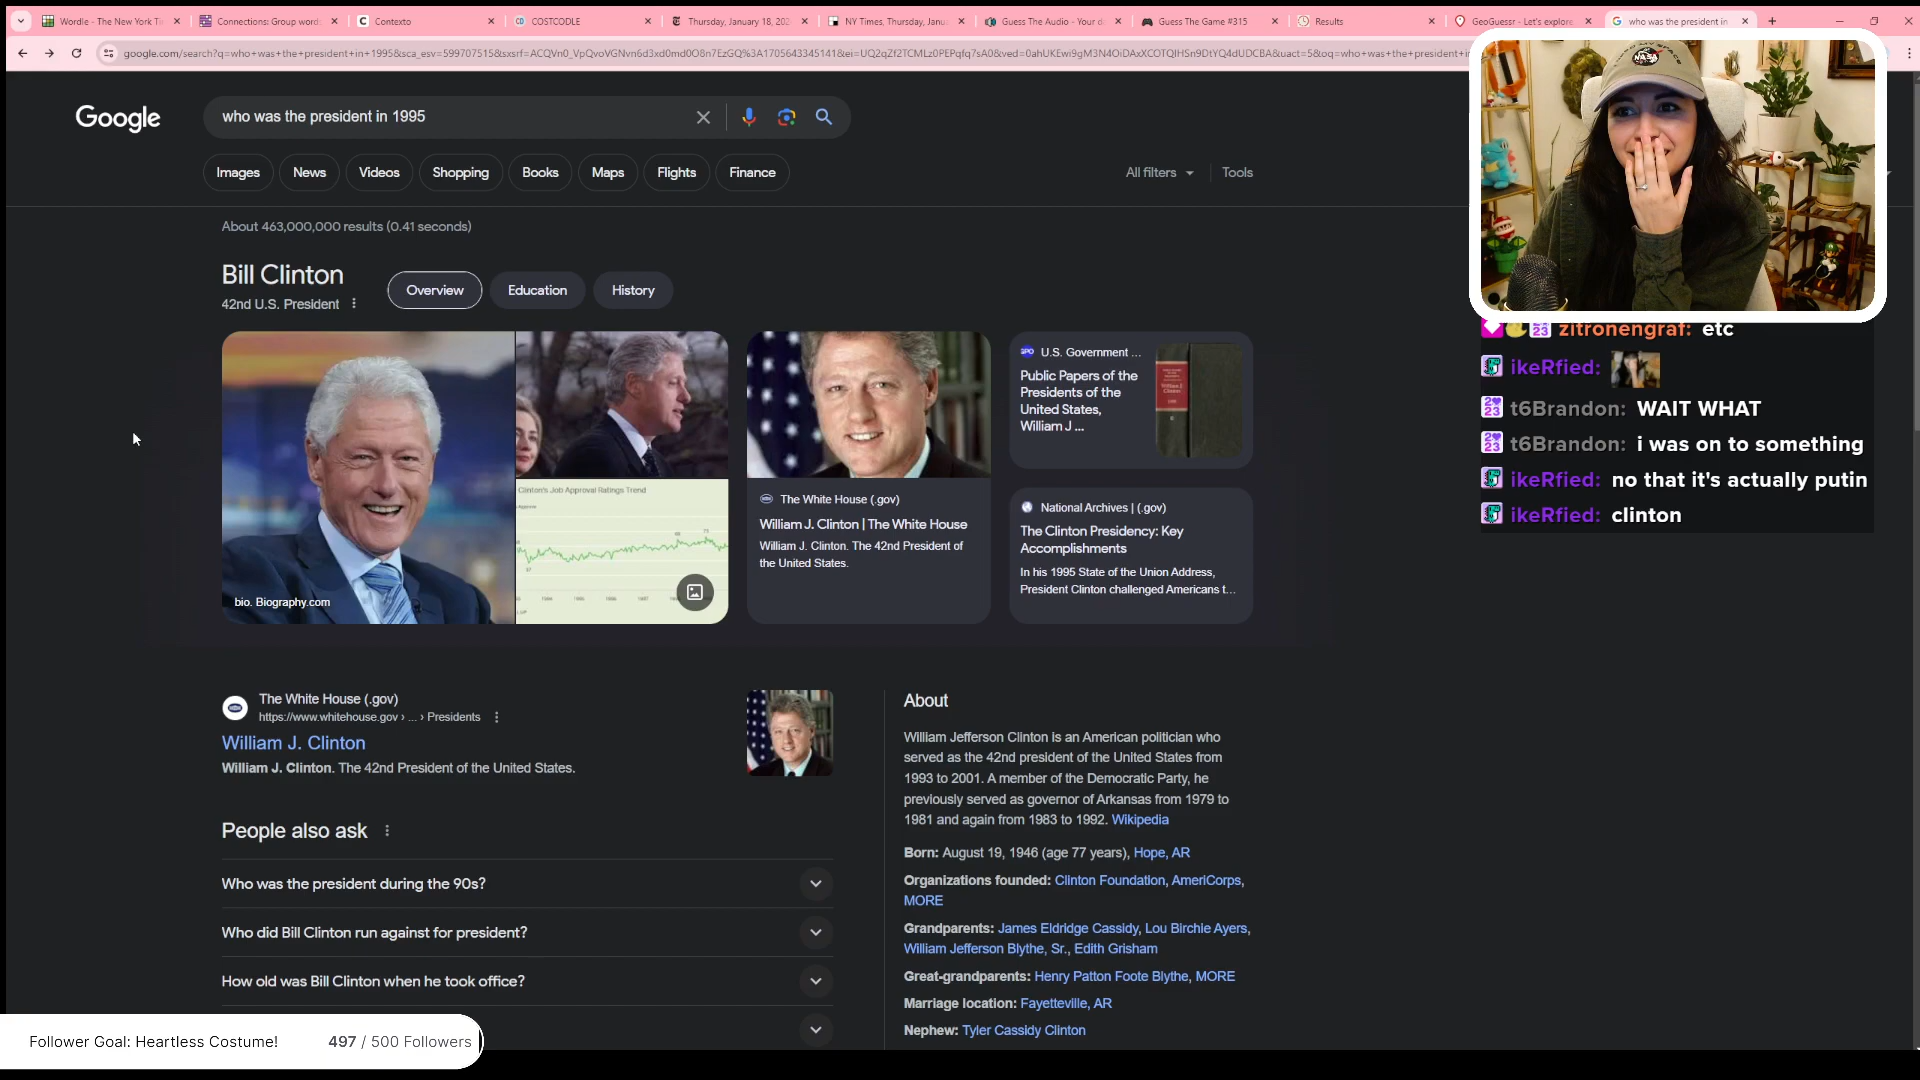 Wordle - The New York Ti
Connections: Group words
Contexto
COSTCODLE
Thursday, January 18, 202
NY Times, Thursday, Janu
Guess The Audio - Your d
Guess The Game #315
Results
GeoGuessr - Let's explore
who was the president in
Google
who was the president in 1995
Images
News
Videos
Shopping
Books
Maps
Flights
Finance
All filters
Tools
About 463,000,000 results (0.41 seconds)
Bill Clinton
42nd U.S. President
Overview
Education
History
bio. Biography.com
Clinton's Job Approval Ratings Trend
The White House (.gov)
William J. Clinton | The White House
William J. Clinton. The 42nd President of
the United States.
U.S. Government ...
Public Papers of the
Presidents of the
United States,
William J ...
National Archives | (.gov)
The Clinton Presidency: Key
Accomplishments
In his 1995 State of the Union Address,
President Clinton challenged Americans t...
NASA
zitronengraf: etc
ikeRfied:
t6Brandon: WAIT WHAT
t6Brandon: i was on to something
ikeRfied: no that it's actually putin
ikeRfied: clinton
The White House (.gov)
https://www.whitehouse.gov › ... › Presidents
William J. Clinton
William J. Clinton. The 42nd President of the United States.
People also ask
Who was the president during the 90s?
Who did Bill Clinton run against for president?
How old was Bill Clinton when he took office?
About
William Jefferson Clinton is an American politician who
served as the 42nd president of the United States from
1993 to 2001. A member of the Democratic Party, he
previously served as governor of Arkansas from 1979 to
1981 and again from 1983 to 1992. Wikipedia
Born: August 19, 1946 (age 77 years), Hope, AR
Organizations founded: Clinton Foundation, AmeriCorps,
MORE
Grandparents: James Eldridge Cassidy, Lou Birchie Ayers,
William Jefferson Blythe, Sr., Edith Grisham
Great-grandparents: Henry Patton Foote Blythe, MORE
Marriage location: Fayetteville, AR
Nephew: Tyler Cassidy Clinton
Follower Goal: Heartless Costume! 497 / 500 Followers